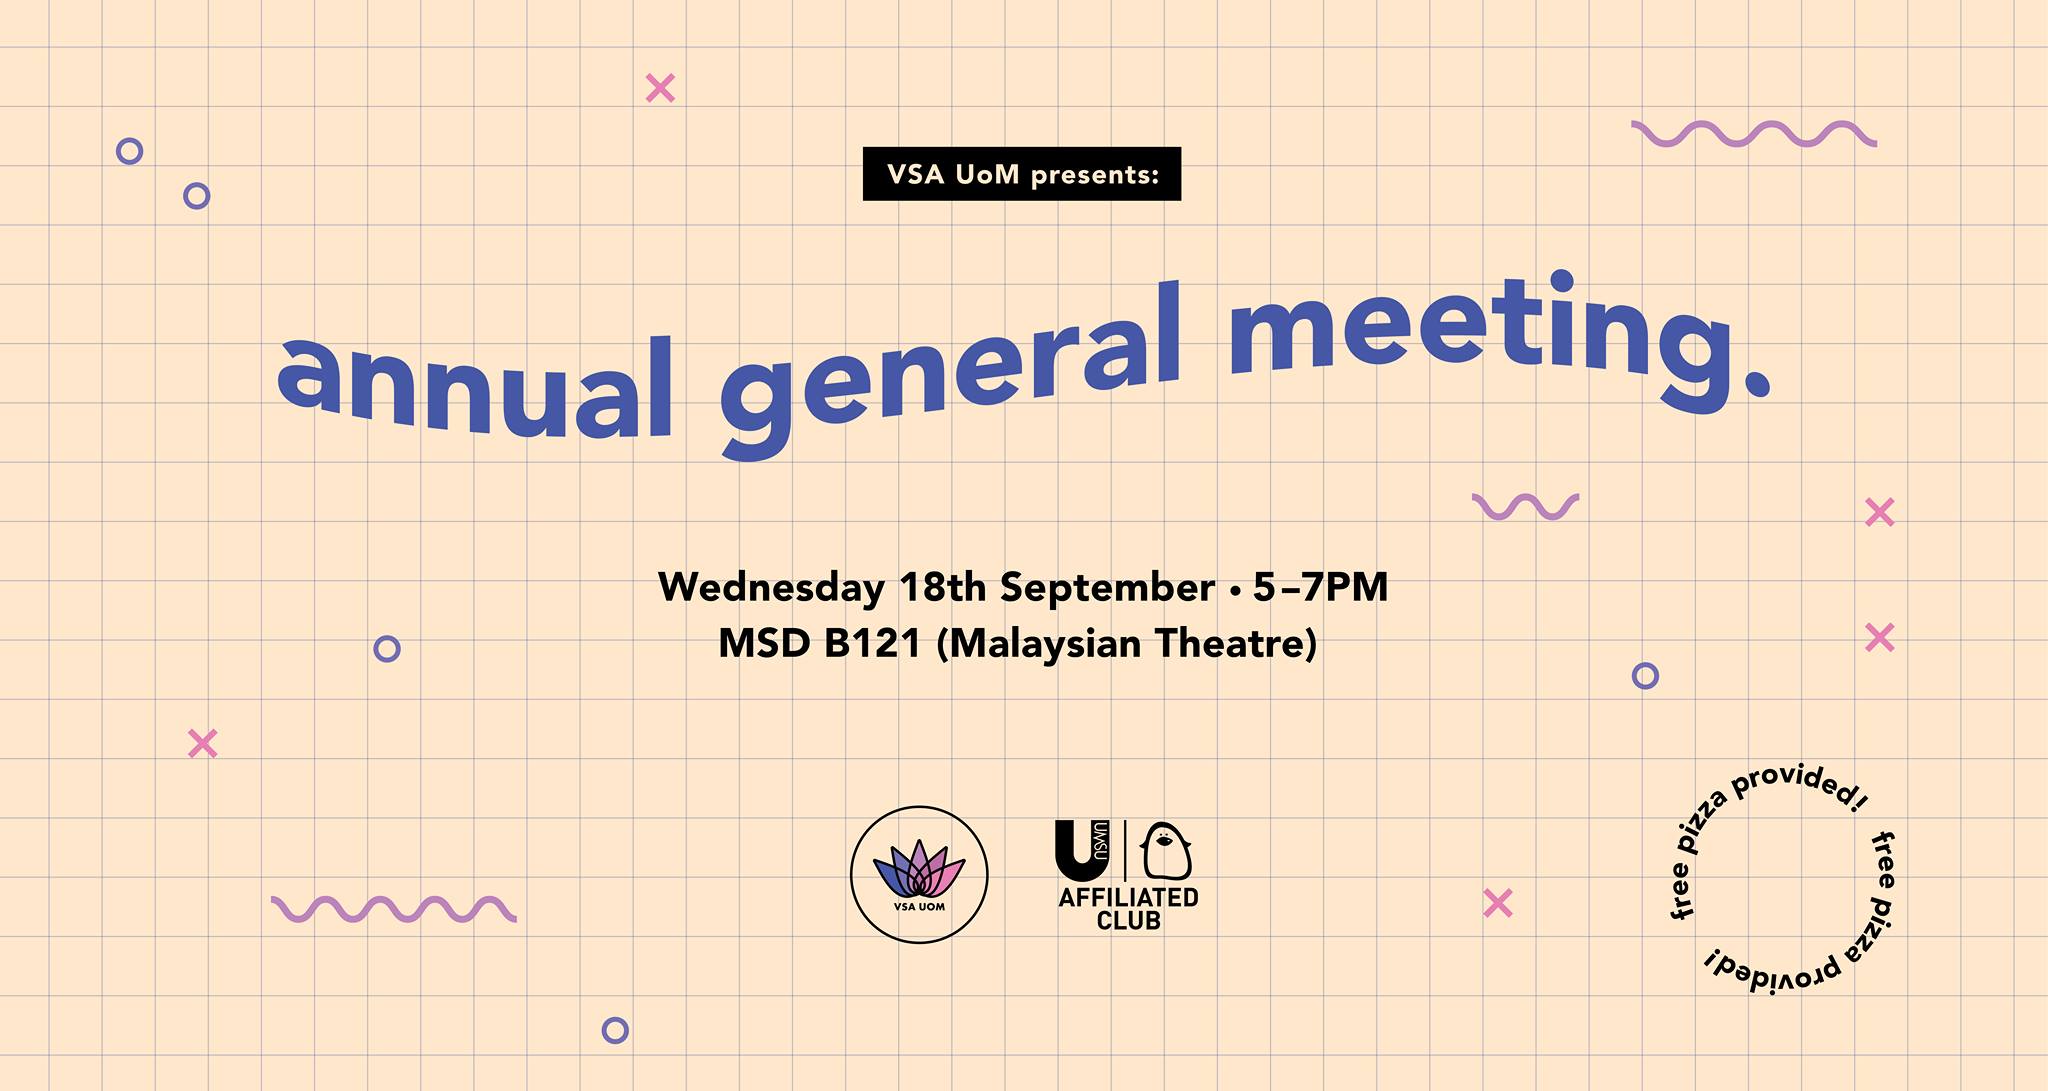 VSA UoM presents:
annual general meeting.
Wednesday 18th September • 5–7PM
MSD B121 (Malaysian Theatre)
VSA UOM
U UMSU
AFFILIATED
CLUB
free pizza provided!
free pizza provided!